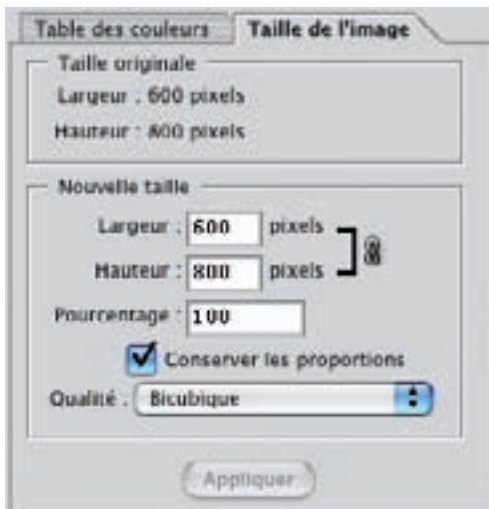 Table des couleurs Taille de l'image
Taille originale
Largeur : 600 pixels
Hauteur : 800 pixels
Nouvelle taille
Largeur : 600 pixels
Hauteur : 800 pixels
Pourcentage : 100
Conserver les proportions
Qualité : Bicubique
Appliquer